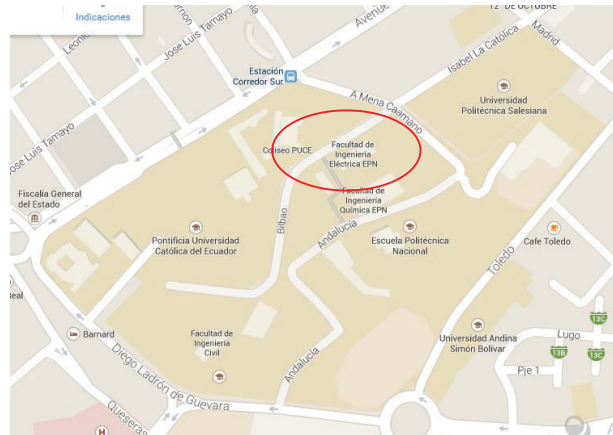 Indicaciones
12 DE OCTUBRE
Leonid
Jose Luis Tamayo
Avenue
Isabel La Católica
Madrid
Estación
Corredor Sur
A Mena Caamano
Universidad
Politécnica Salesiana
Coliseo PUCE
Facultad de
Ingeniería
Eléctrica EPN
Jose Luis Tamayo
Fiscalía General
del Estado
Facultad de
Ingeniería
Química EPN
Bilbao
Andalucía
Pontificia Universidad
Católica del Ecuador
Escuela Politécnica
Nacional
Toledo
Cafe Toledo
Real
Barnard
Facultad de
Ingeniería
Civil
Universidad Andina
Simón Bolívar
13C
Lugo
13B
13C
Pje 1
Diego Ladrón de Guevara
Andalucía
Queseras
H